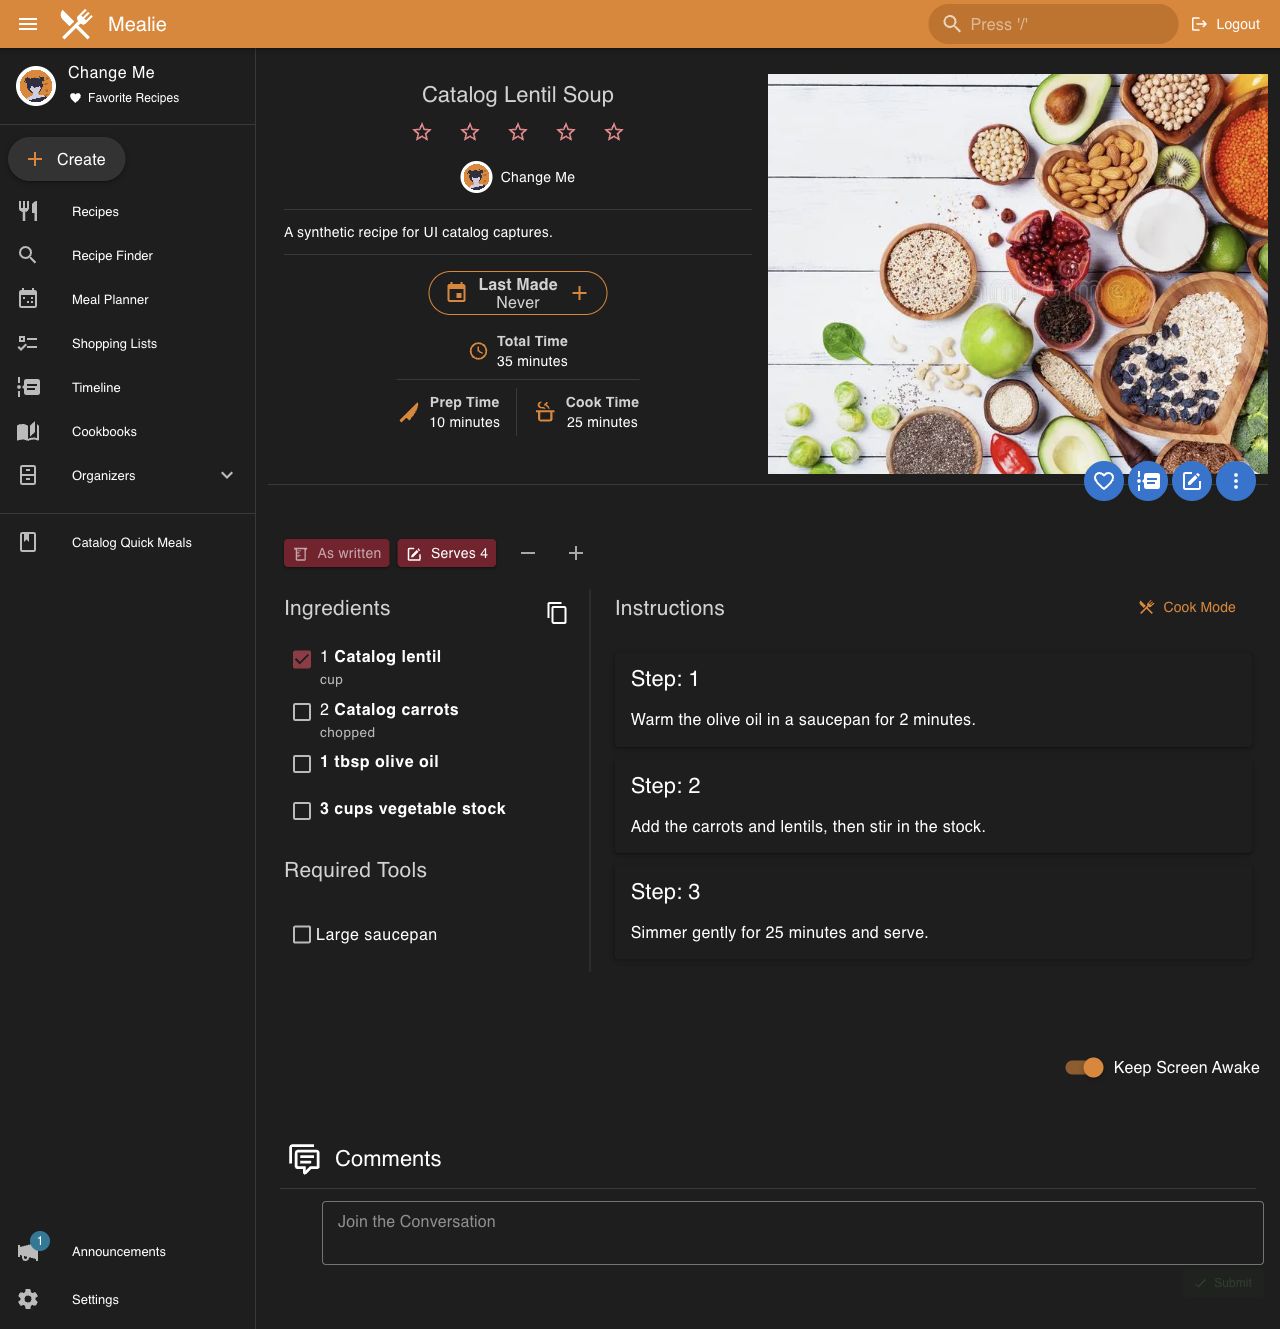 Mealie
Press '/'
Logout
Change Me
Favorite Recipes
Create
Recipes
Recipe Finder
Meal Planner
Shopping Lists
Timeline
Cookbooks
Organizers
Catalog Quick Meals
1
Announcements
Settings
Catalog Lentil Soup
Change Me
A synthetic recipe for UI catalog captures.
Last Made
Never
Total Time
35 minutes
Prep Time
10 minutes
Cook Time
25 minutes
As written
Serves 4
Ingredients
1 Catalog lentil
cup
2 Catalog carrots
chopped
1 tbsp olive oil
3 cups vegetable stock
Required Tools
Large saucepan
Instructions
Cook Mode
Step: 1
Warm the olive oil in a saucepan for 2 minutes.
Step: 2
Add the carrots and lentils, then stir in the stock.
Step: 3
Simmer gently for 25 minutes and serve.
Keep Screen Awake
Comments
Join the Conversation
Submit